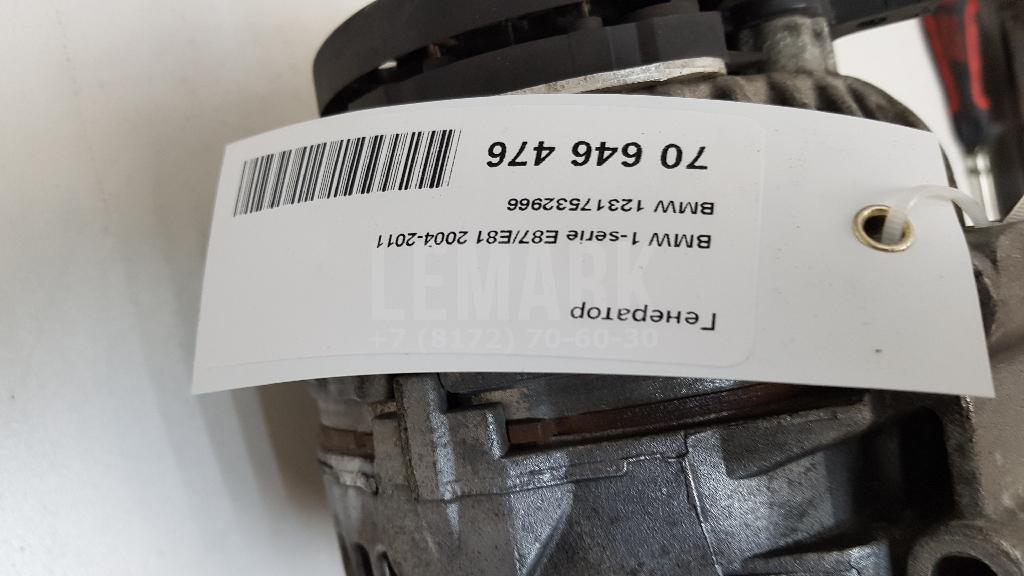 Генератор
BMW 1-serie E87/E81 2004-2011
BMW 12317532966
70 646 476
LEMARK
+7 (8172) 70-60-30